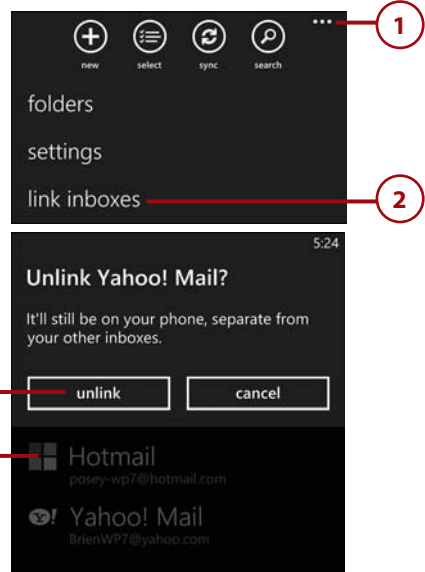 ...
1
new select sync search
folders
settings
link inboxes
2
5:24
Unlink Yahoo! Mail?
It'll still be on your phone, separate from
your other inboxes.
unlink cancel
Hotmail
posey-wp7@hotmail.com
Y! Yahoo! Mail
BrienWP7@yahoo.com